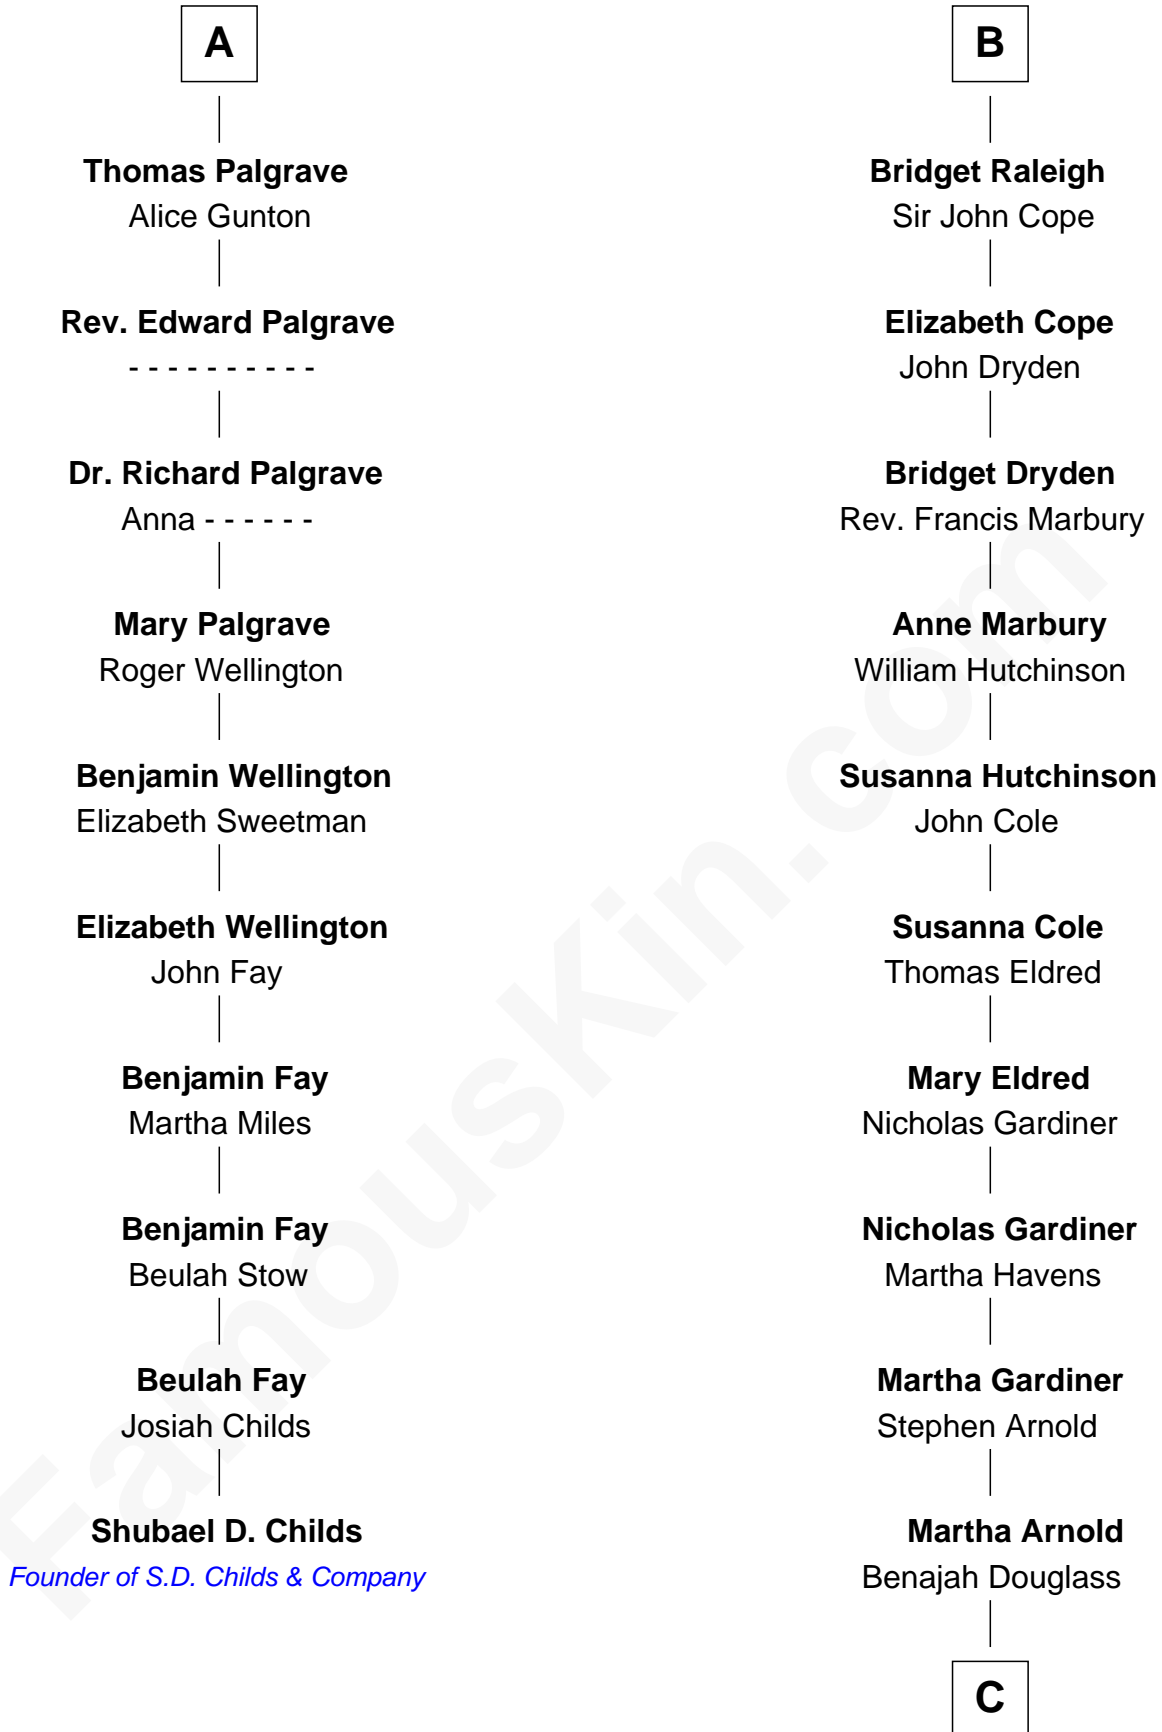 A
Thomas Palgrave
Alice Gunton
Rev. Edward Palgrave
- - - - - - - - - -
Dr. Richard Palgrave
Anna - - - - - -
Mary Palgrave
Roger Wellington
Benjamin Wellington
Elizabeth Sweetman
Elizabeth Wellington
John Fay
Benjamin Fay
Martha Miles
Benjamin Fay
Beulah Stow
Beulah Fay
Josiah Childs
Shubael D. Childs
Founder of S.D. Childs & Company
B
Bridget Raleigh
Sir John Cope
Elizabeth Cope
John Dryden
Bridget Dryden
Rev. Francis Marbury
Anne Marbury
William Hutchinson
Susanna Hutchinson
John Cole
Susanna Cole
Thomas Eldred
Mary Eldred
Nicholas Gardiner
Nicholas Gardiner
Martha Havens
Martha Gardiner
Stephen Arnold
Martha Arnold
Benajah Douglass
C
FamousKin.com